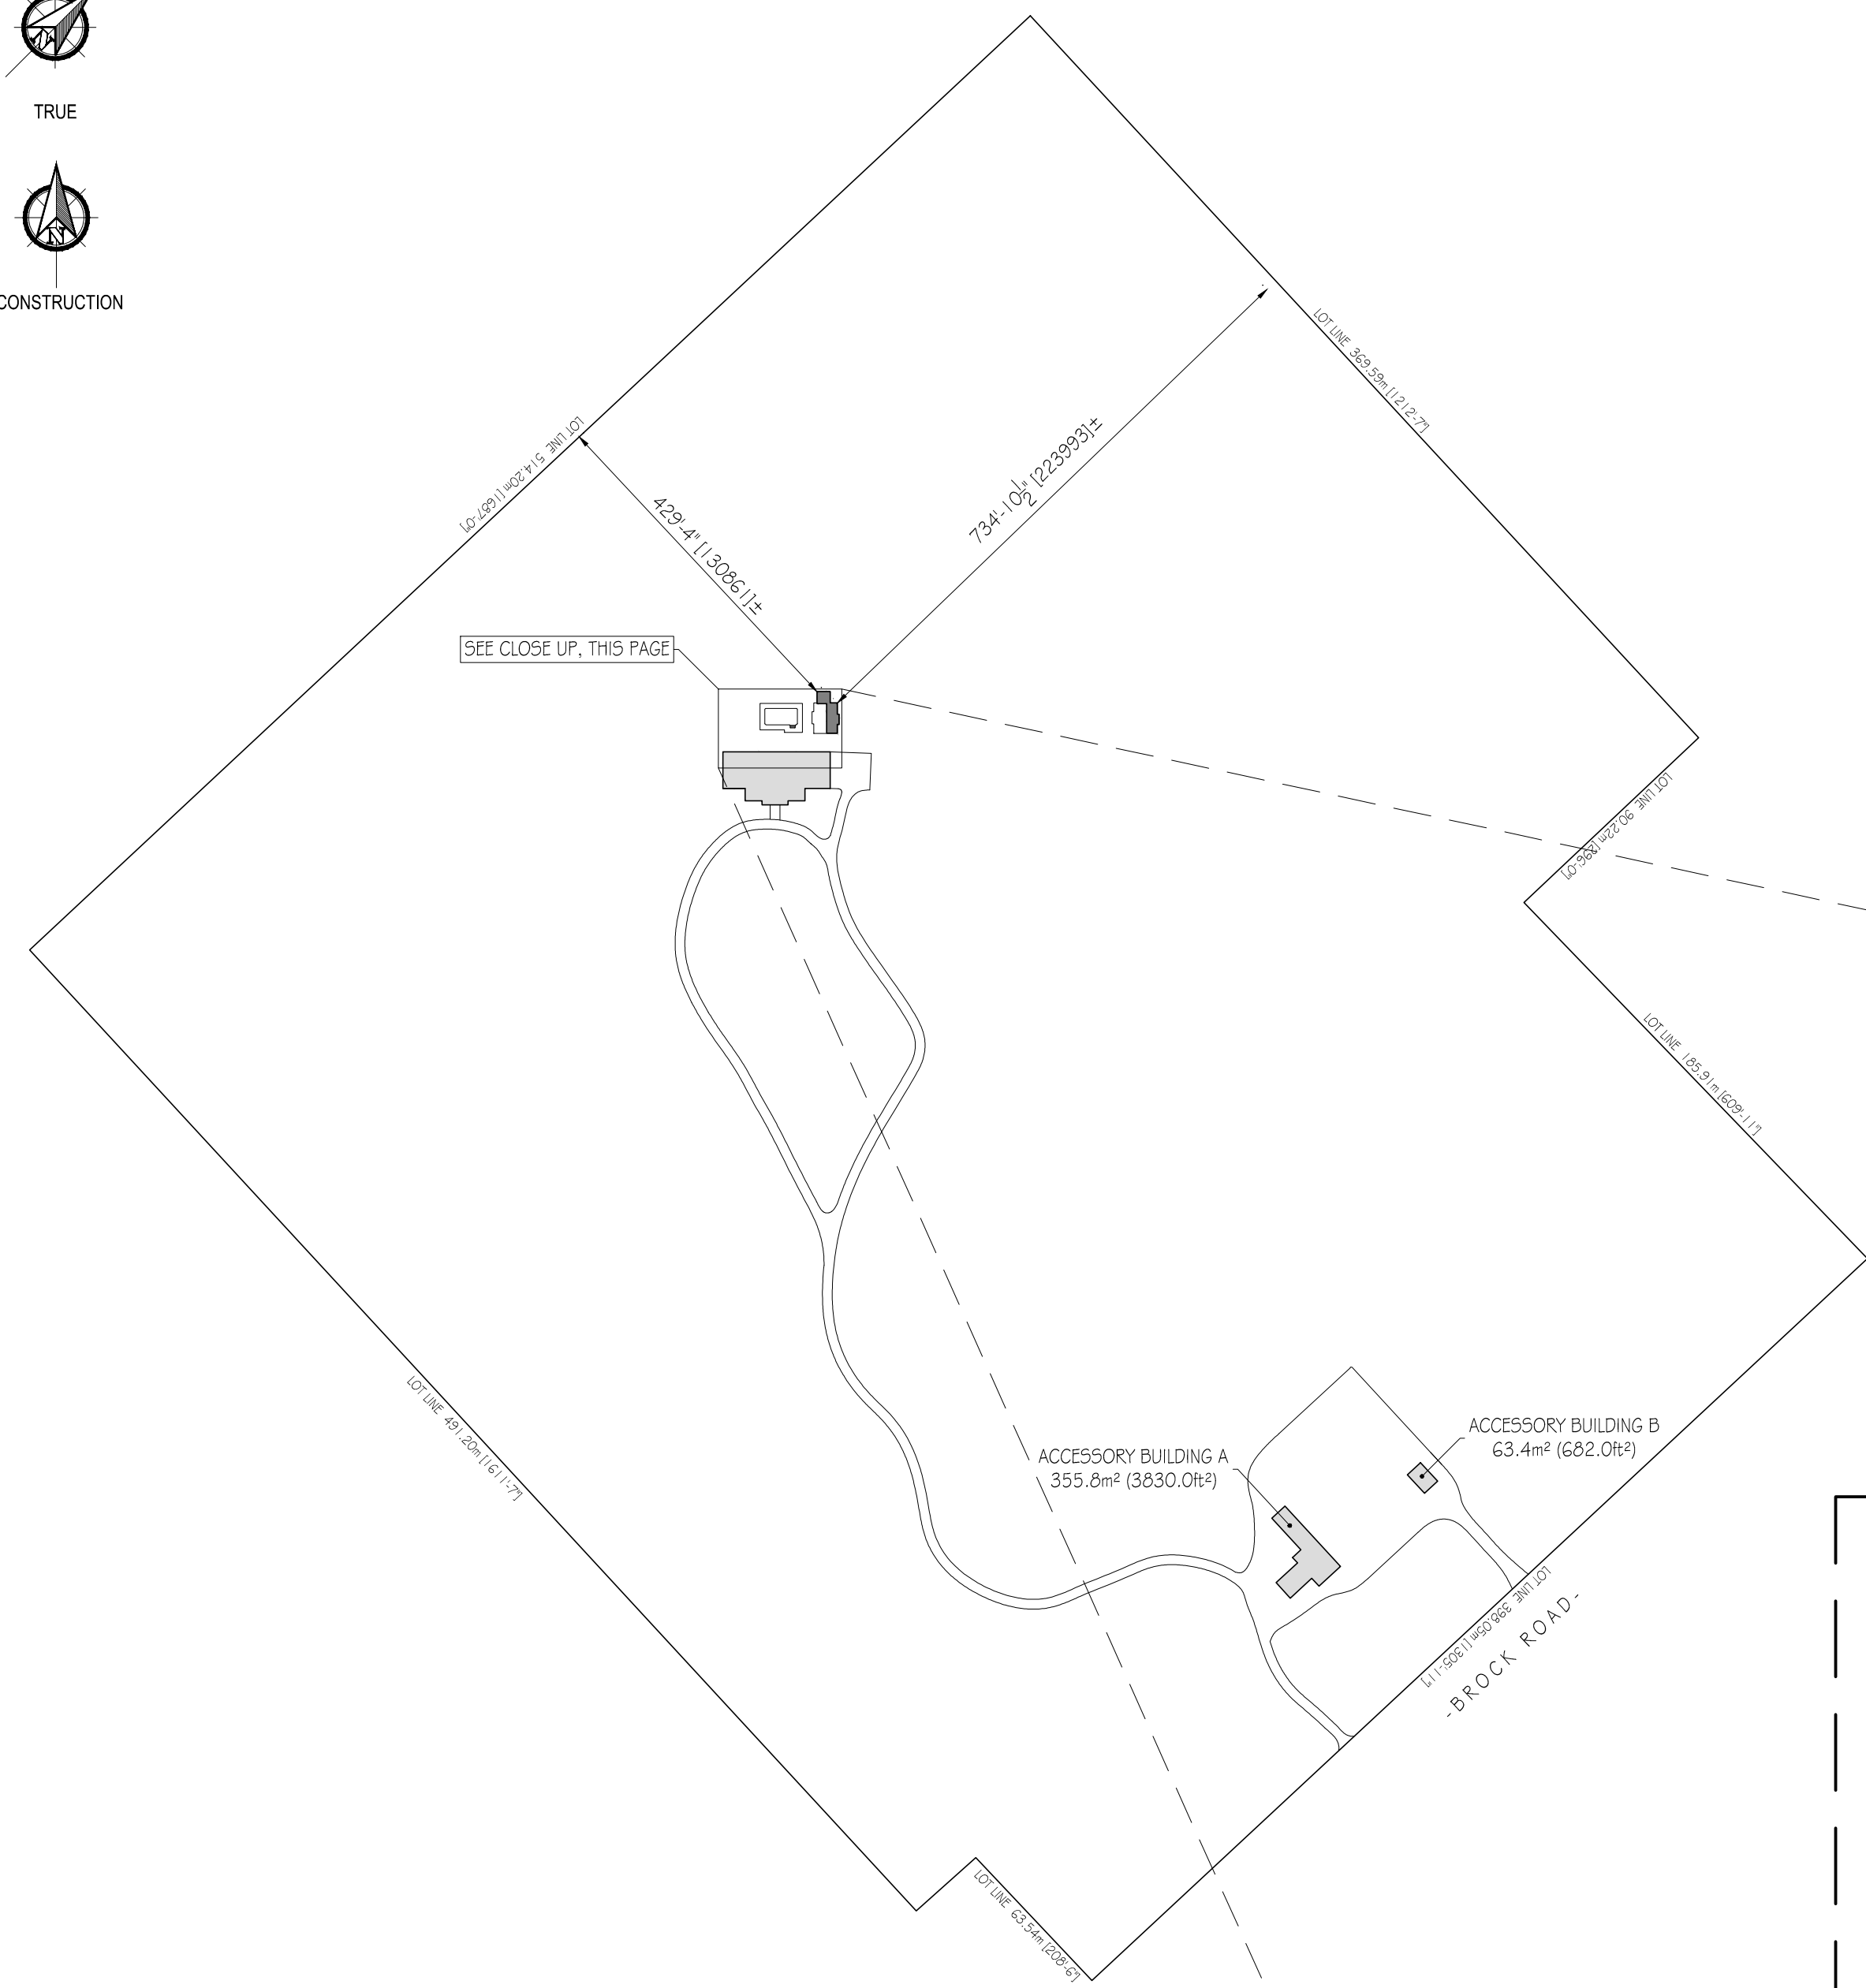 N
TRUE
N
CONSTRUCTION
LOT LINE 369.59m [1212'-7"]
LOT LINE 514.20m [1687'-0"]
734'-10½" [223993]±
429'-4" [130861]±
SEE CLOSE UP, THIS PAGE
LOT LINE 90.22m [296'-0"]
LOT LINE 185.91m [609'-11"]
LOT LINE 491.20m [1611'-7"]
ACCESSORY BUILDING B
63.4m² (682.0ft²)
ACCESSORY BUILDING A
355.8m² (3830.0ft²)
LOT LINE 398.05m [1305'-11"]
-BROCK ROAD-
LOT LINE 63.54m [208'-6"]